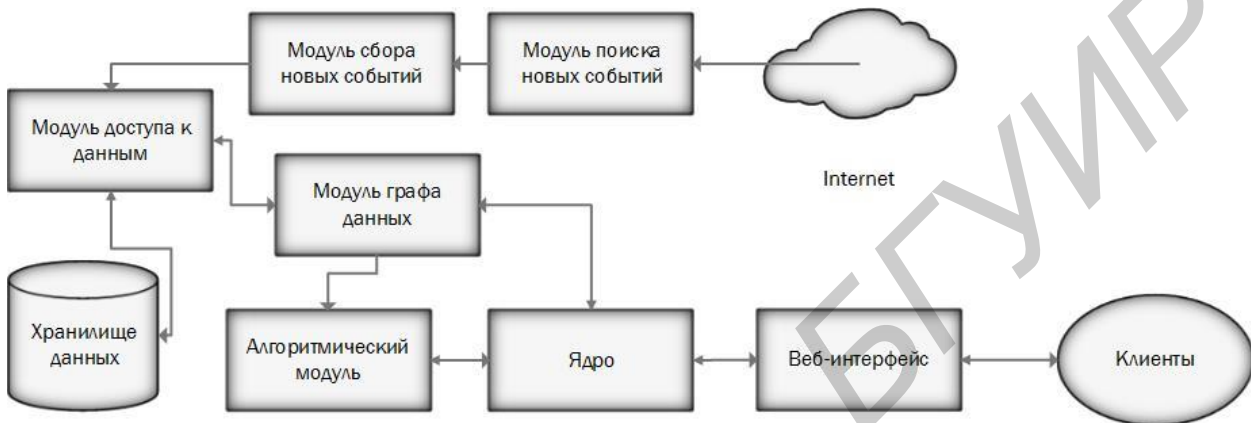 Модуль сбора
новых событий
Модуль поиска
новых событий
Модуль доступа к
данным
Internet
Модуль графа
данных
Хранилище
данных
Алгоритмический
модуль
Ядро
Веб-интерфейс
Клиенты
БГУИР